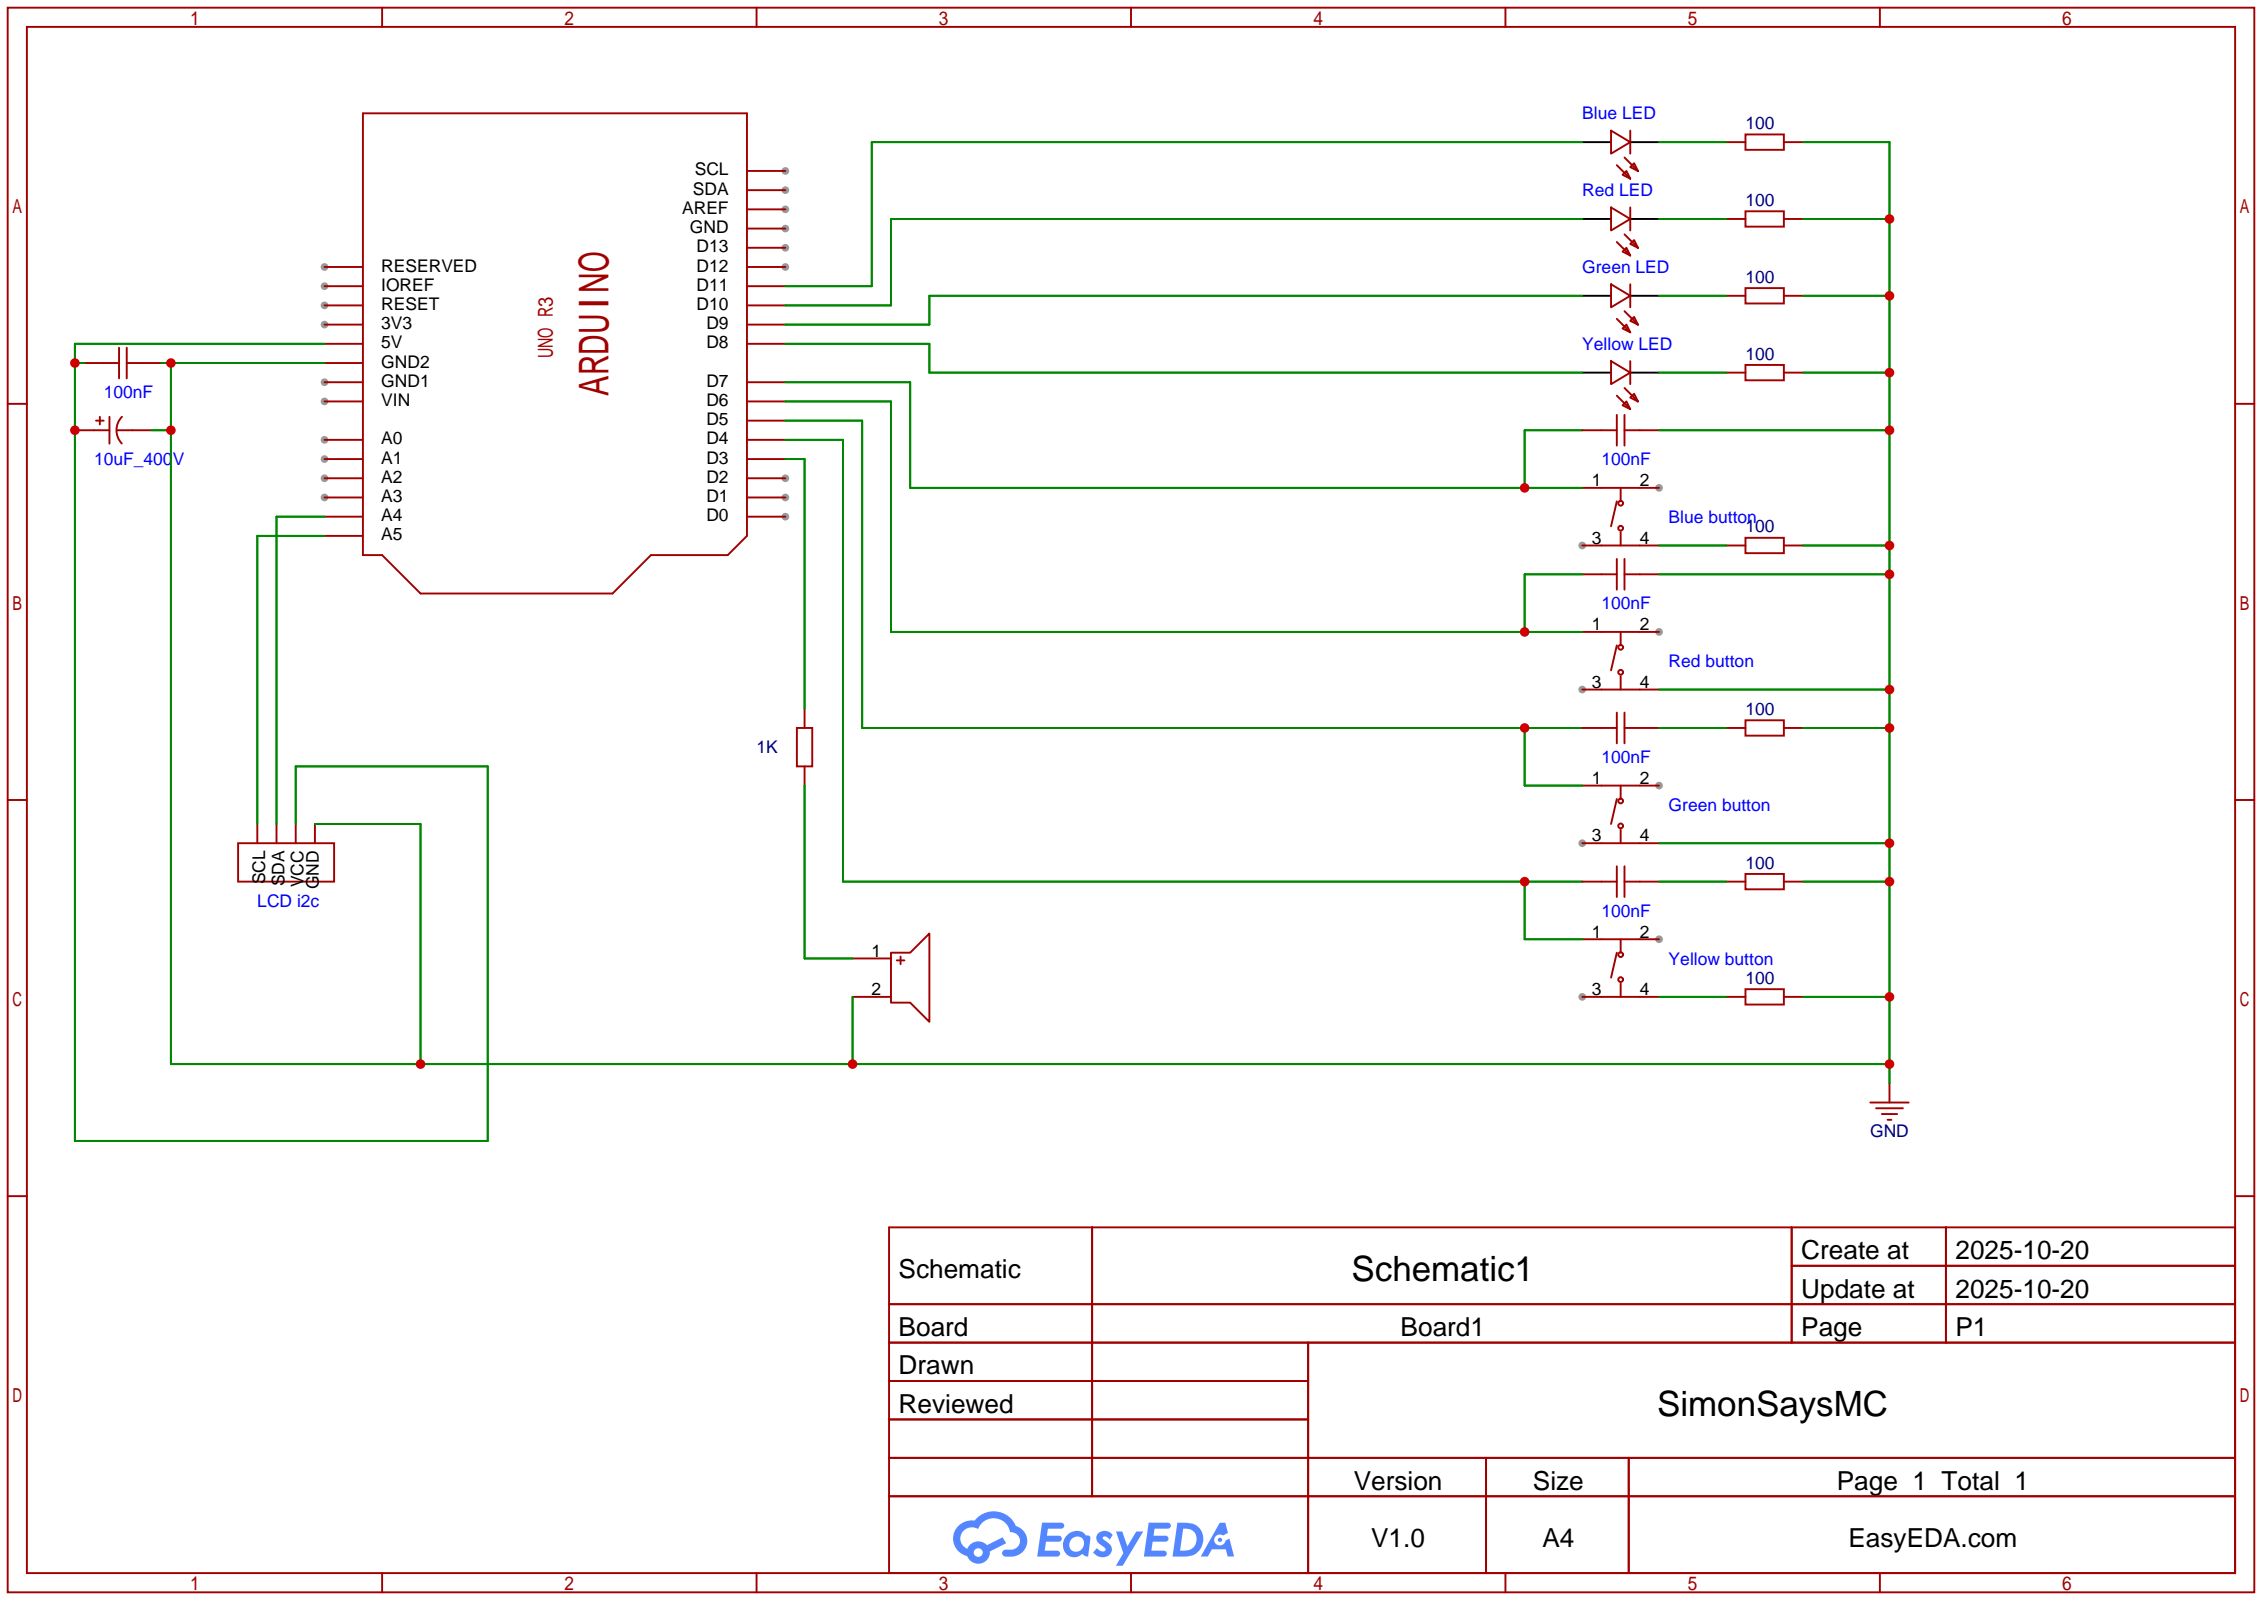 1 2 3 4 5 6
A
B
C
D
A
B
C
D
RESERVED
IOREF
RESET
3V3
5V
GND2
GND1
VIN
A0
A1
A2
A3
A4
A5
UNO R3
ARDUINO
SCL
SDA
AREF
GND
D13
D12
D11
D10
D9
D8
D7
D6
D5
D4
D3
D2
D1
D0
100nF
+
10uF_400V
SCL
SDA
VCC
GND
LCD i2c
1K
1
+
2
Blue LED
100
Red LED
100
Green LED
100
Yellow LED
100
100nF
1 2
Blue button
100
3 4
100nF
1 2
Red button
3 4
100
100nF
1 2
Green button
3 4
100
100nF
1 2
Yellow button
100
3 4
GND
Schematic
Schematic1
Create at 2025-10-20
Update at 2025-10-20
Board
Board1
Page P1
Drawn
Reviewed
SimonSaysMC
Version Size Page 1 Total 1
EasyEDA
V1.0 A4 EasyEDA.com
1 2 3 4 5 6